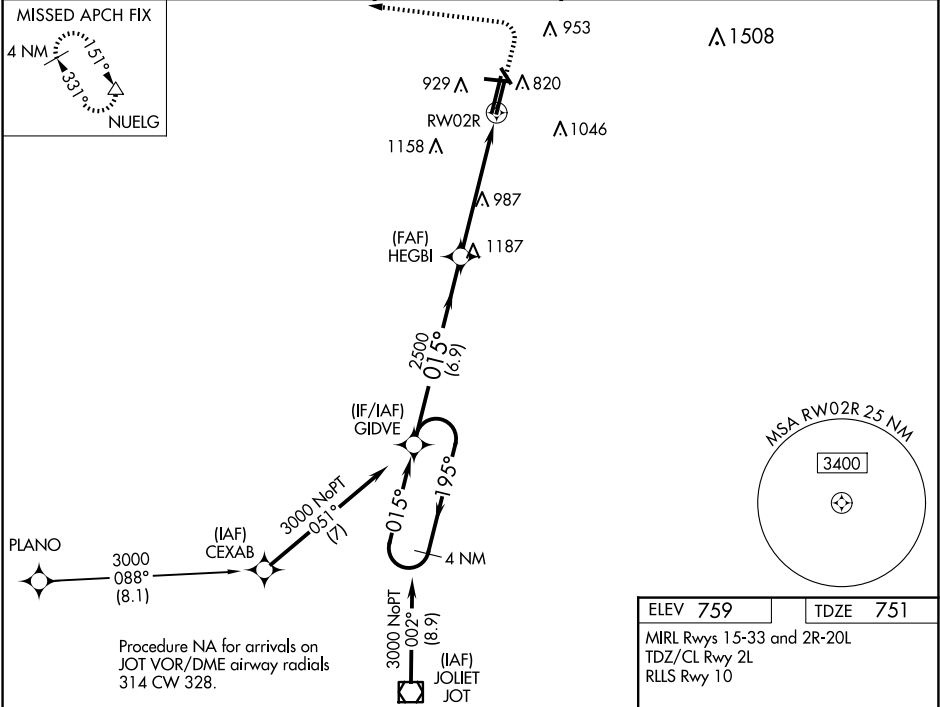 MISSED APCH FIX
4 NM
151°
331°
NUELG
953
1508
929
820
RW02R
1046
1158
987
(FAF)
HEGBI
1187
2500
015°
(6.9)
(IF/IAF)
GIDVE
MSA RW02R 25 NM
3400
015°
195°
3000 NoPT
051°
(7)
4 NM
(IAF)
CEXAB
PLANO
3000
088°
(8.1)
3000 NoPT
002°
(8.9)
(IAF)
JOLIET
JOT
Procedure NA for arrivals on
JOT VOR/DME airway radials
314 CW 328.
ELEV 759
TDZE 751
MIRL Rwys 15-33 and 2R-20L
TDZ/CL Rwy 2L
RLLS Rwy 10